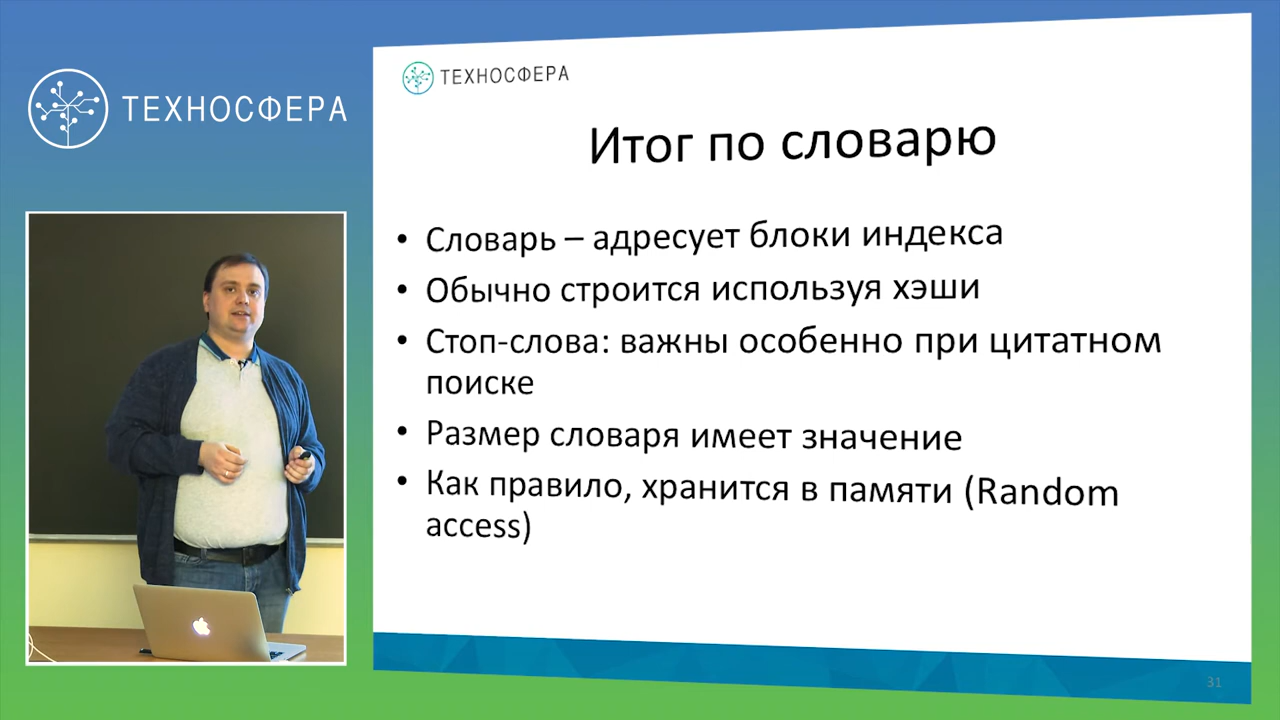 ТЕХНОСФЕРА
ТЕХНОСФЕРА
Итог по словарю
• Словарь – адресует блоки индекса
• Обычно строится используя хэши
• Стоп-слова: важны особенно при цитатном
поиске
• Размер словаря имеет значение
• Как правило, хранится в памяти (Random
access)
31